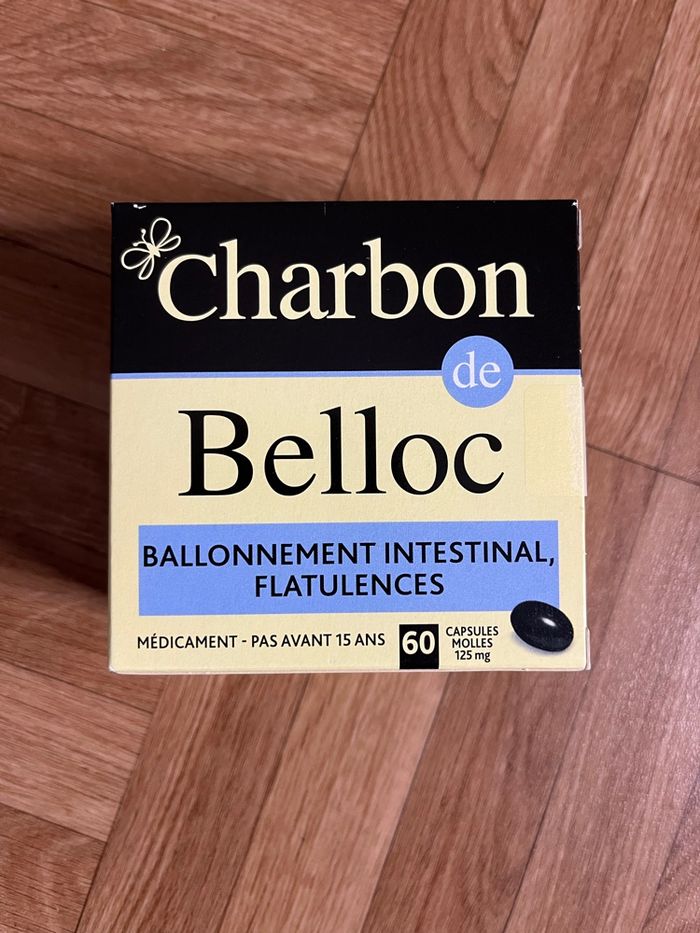 Charbon
de
Belloc
BALLONNEMENT INTESTINAL,
FLATULENCES
MÉDICAMENT - PAS AVANT 15 ANS
60
CAPSULES
MOLLES
125 mg